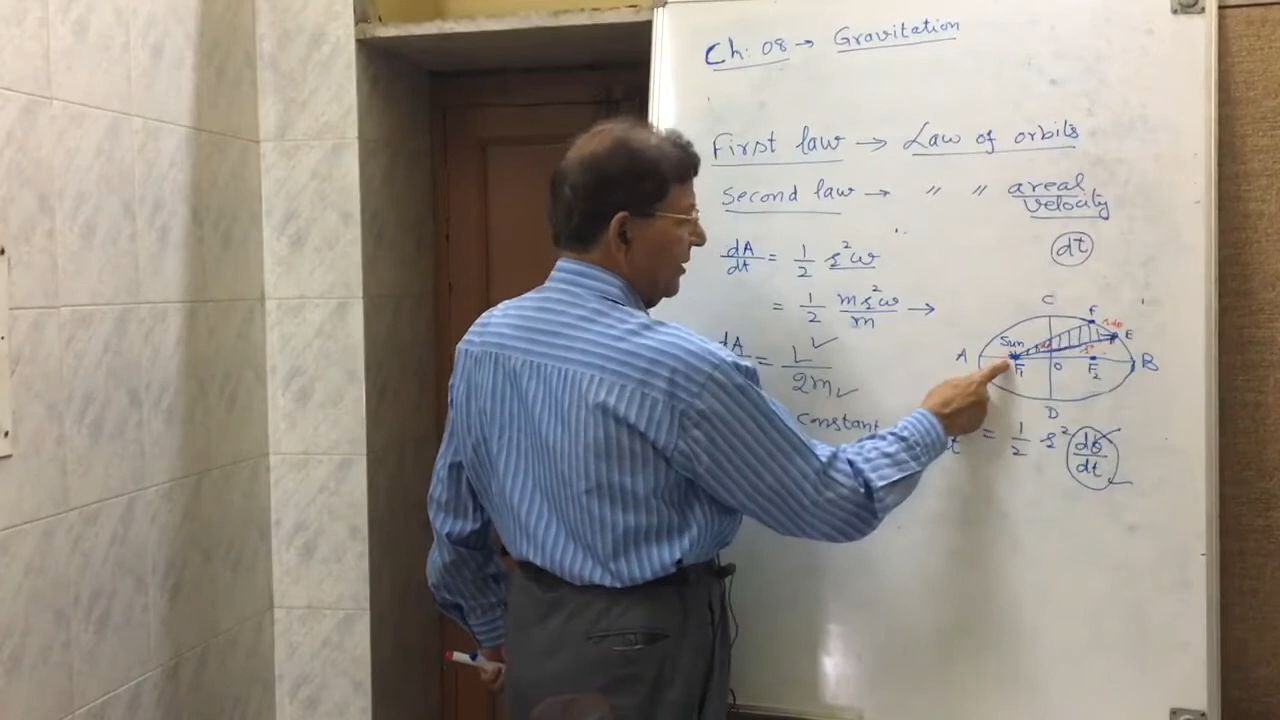 Ch: 08 → Gravitation
First law → Law of orbits
Second law → " " areal velocity
dA/dt = 1/2 r²ω
dt
= 1/2 mr²ω/m →
dA = L/2m
constant
C
F
rdθ
E
Sun
A
B
F₁
O
F₂
D
t = 1/2 r² dθ/dt